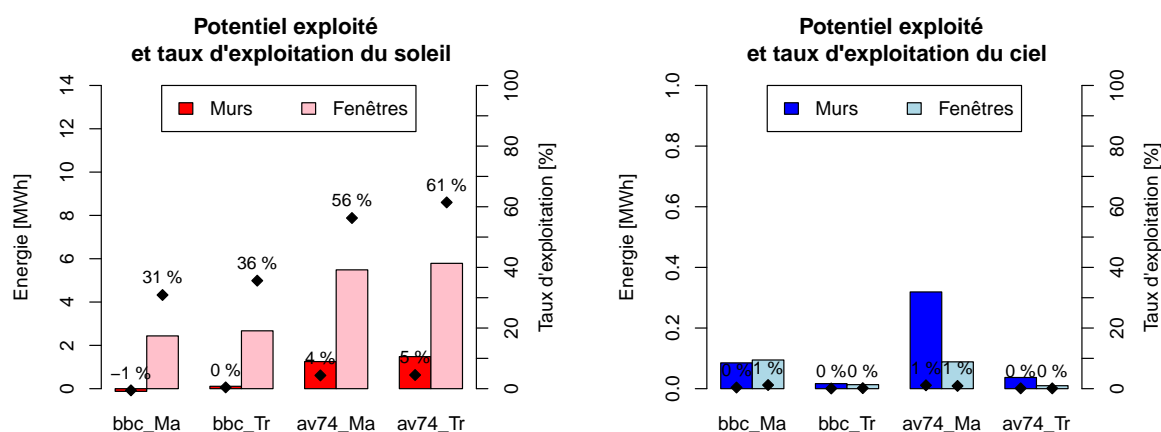 Potentiel exploité
et taux d'exploitation du soleil
Murs Fenêtres
Energie [MWh]
0 2 4 6 8 10 12 14
Taux d'exploitation [%]
0 20 40 60 80 100
−1 % 31 % 0 % 36 % 4 % 56 % 5 % 61 %
bbc_Ma bbc_Tr av74_Ma av74_Tr
Potentiel exploité
et taux d'exploitation du ciel
Murs Fenêtres
Energie [MWh]
0.0 0.2 0.4 0.6 0.8 1.0
Taux d'exploitation [%]
0 20 40 60 80 100
0 % 1 % 0 % 0 % 1 % 1 % 0 % 0 %
bbc_Ma bbc_Tr av74_Ma av74_Tr